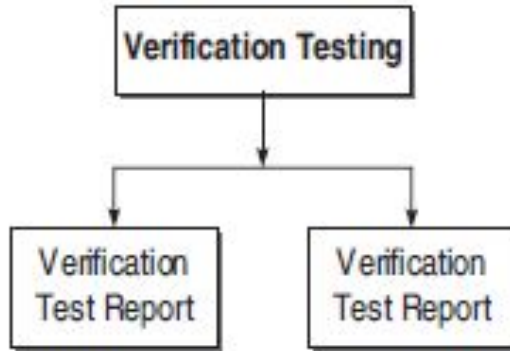 Verification Testing
Verification
Test Report
Verification
Test Report